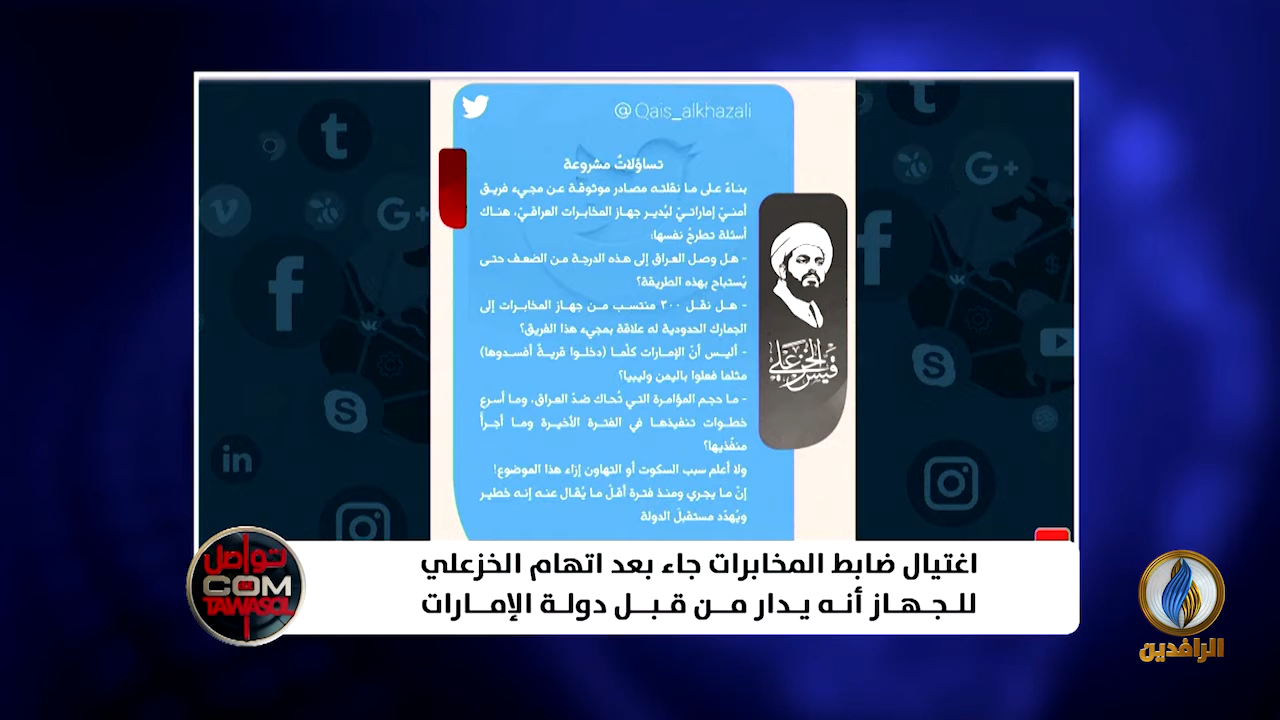 @Qais_alkhazali
تساؤلاتٌ مشروعة
بناءً على ما نقلته مصادر موثوقة عن مجيء فريق
أمنيّ إماراتيّ ليُدير جهاز المخابرات العراقيّ، هناك
أسئلة تطرحُ نفسها:
- هل وصل العراق إلى هذه الدرجة من الضعف حتى
يُستباح بهذه الطريقة؟
- هل نقل ٣٠٠ منتسب من جهاز المخابرات إلى
الجمارك الحدودية له علاقة بمجيء هذا الفريق؟
- أليس أنّ الإمارات كلّما (دخلوا قريةً أفسدوها)
مثلما فعلوا باليمن وليبيا؟
- ما حجم المؤامرة التي تُحاك ضدّ العراق، وما أسرع
خطوات تنفيذها في الفترة الأخيرة وما أجرأ
منفّذيها؟
ولا أعلم سبب السكوت أو التهاون إزاء هذا الموضوع!
إنّ ما يجري ومنذ فترة أقلّ ما يُقال عنه إنه خطير
ويُهدّد مستقبلَ الدولة
قيس الخزعلي
اغتيال ضابط المخابرات جاء بعد اتهام الخزعلي
للجهاز أنه يدار من قبل دولة الإمارات
تواصل
COM
TAWASOL
الرافدين